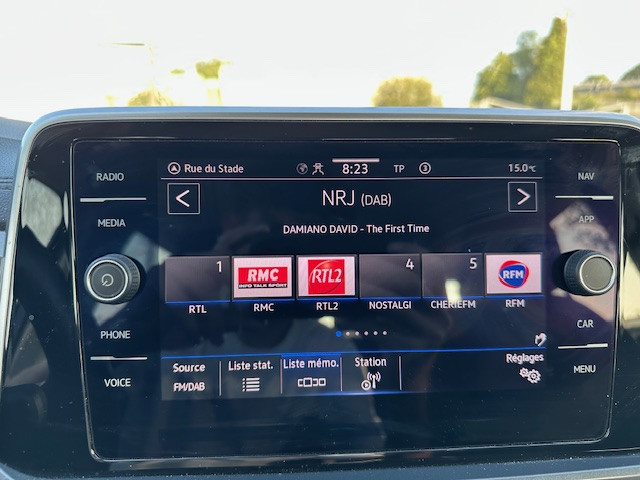 RADIO
MEDIA
PHONE
VOICE
Rue du Stade 8:23 TP 3 15.0°C
< NRJ (DAB) >
DAMIANO DAVID - The First Time
1 4 5
RMC RTL2 RFM
INFO TALK SPORT
RTL RMC RTL2 NOSTALGI CHERIEFM RFM
Source Liste stat. Liste mémo. Station Réglages
FM/DAB
NAV
APP
CAR
MENU